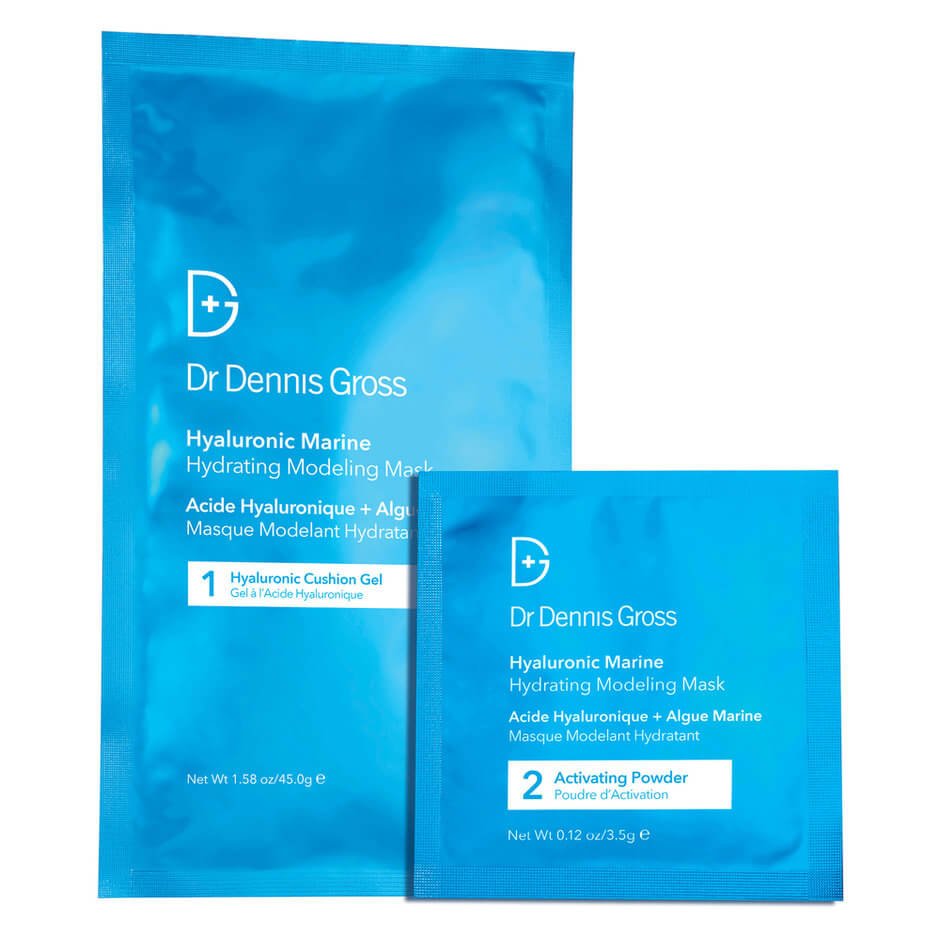 Dr Dennis Gross
Hyaluronic Marine
Hydrating Modeling Mask
Acide Hyaluronique + Algu
Masque Modelant Hydratan
1 Hyaluronic Cushion Gel
Gel à l'Acide Hyaluronique
Net Wt 1.58 oz/45.0g ℮
Dr Dennis Gross
Hyaluronic Marine
Hydrating Modeling Mask
Acide Hyaluronique + Algue Marine
Masque Modelant Hydratant
2 Activating Powder
Poudre d'Activation
Net Wt 0.12 oz/3.5g ℮